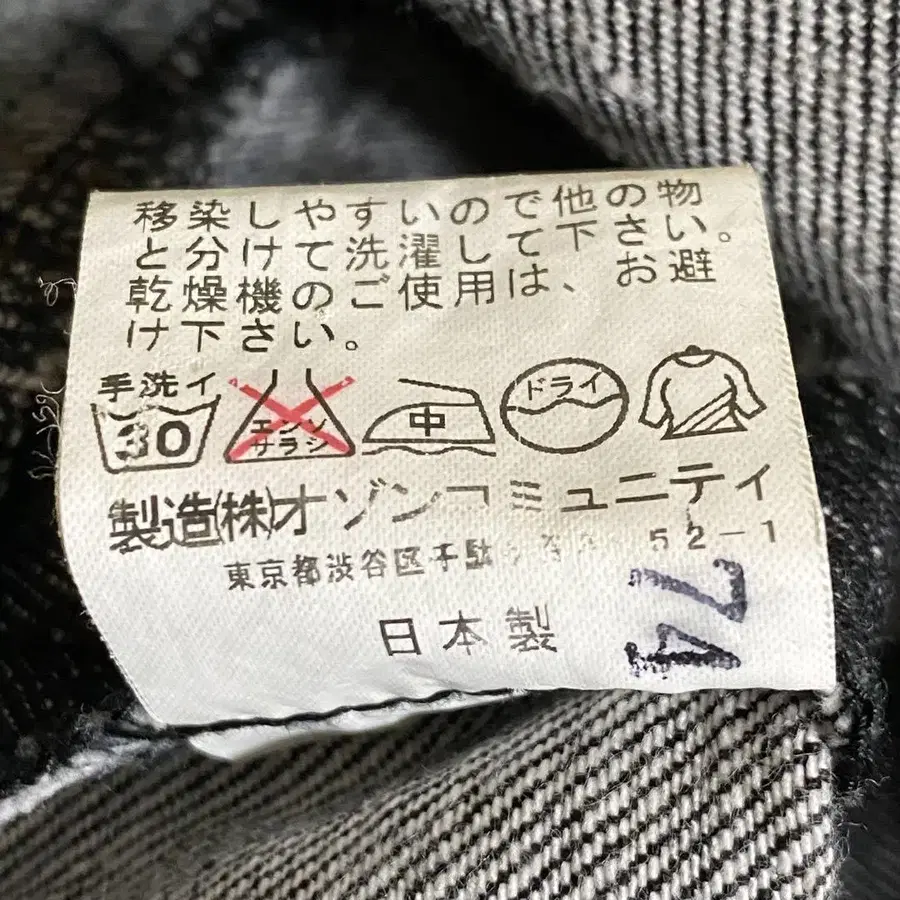 移染しやすいので他の物
と分けて洗濯して下さい。
乾燥機のご使用は、お避
け下さい。
手洗イ
30
エンソ
サラシ
中
ドライ
製造(株)オゾンコミュニティ
東京都渋谷区千駄 52-1
日本製
74